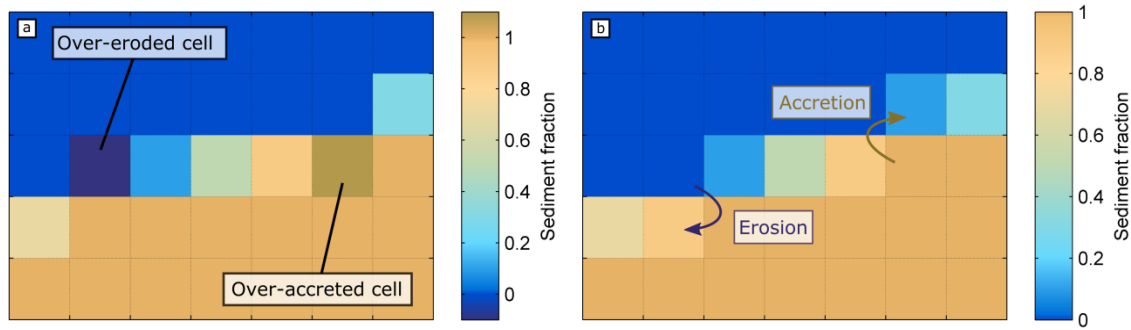 a
Over-eroded cell
Over-accreted cell
1
0.8
0.6
0.4
0.2
0
Sediment fraction
b
Accretion
Erosion
1
0.8
0.6
0.4
0.2
0
Sediment fraction